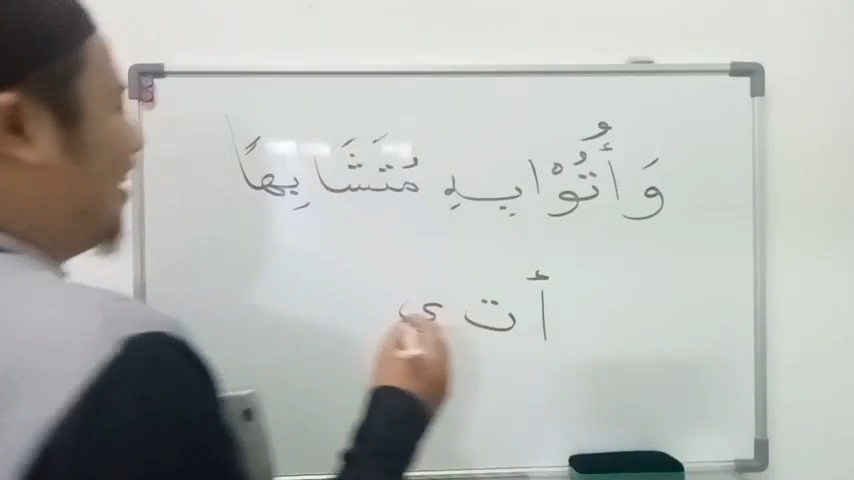 وَأُتُوْا بِهِ مُتَشَابِهًا
أ ت ي